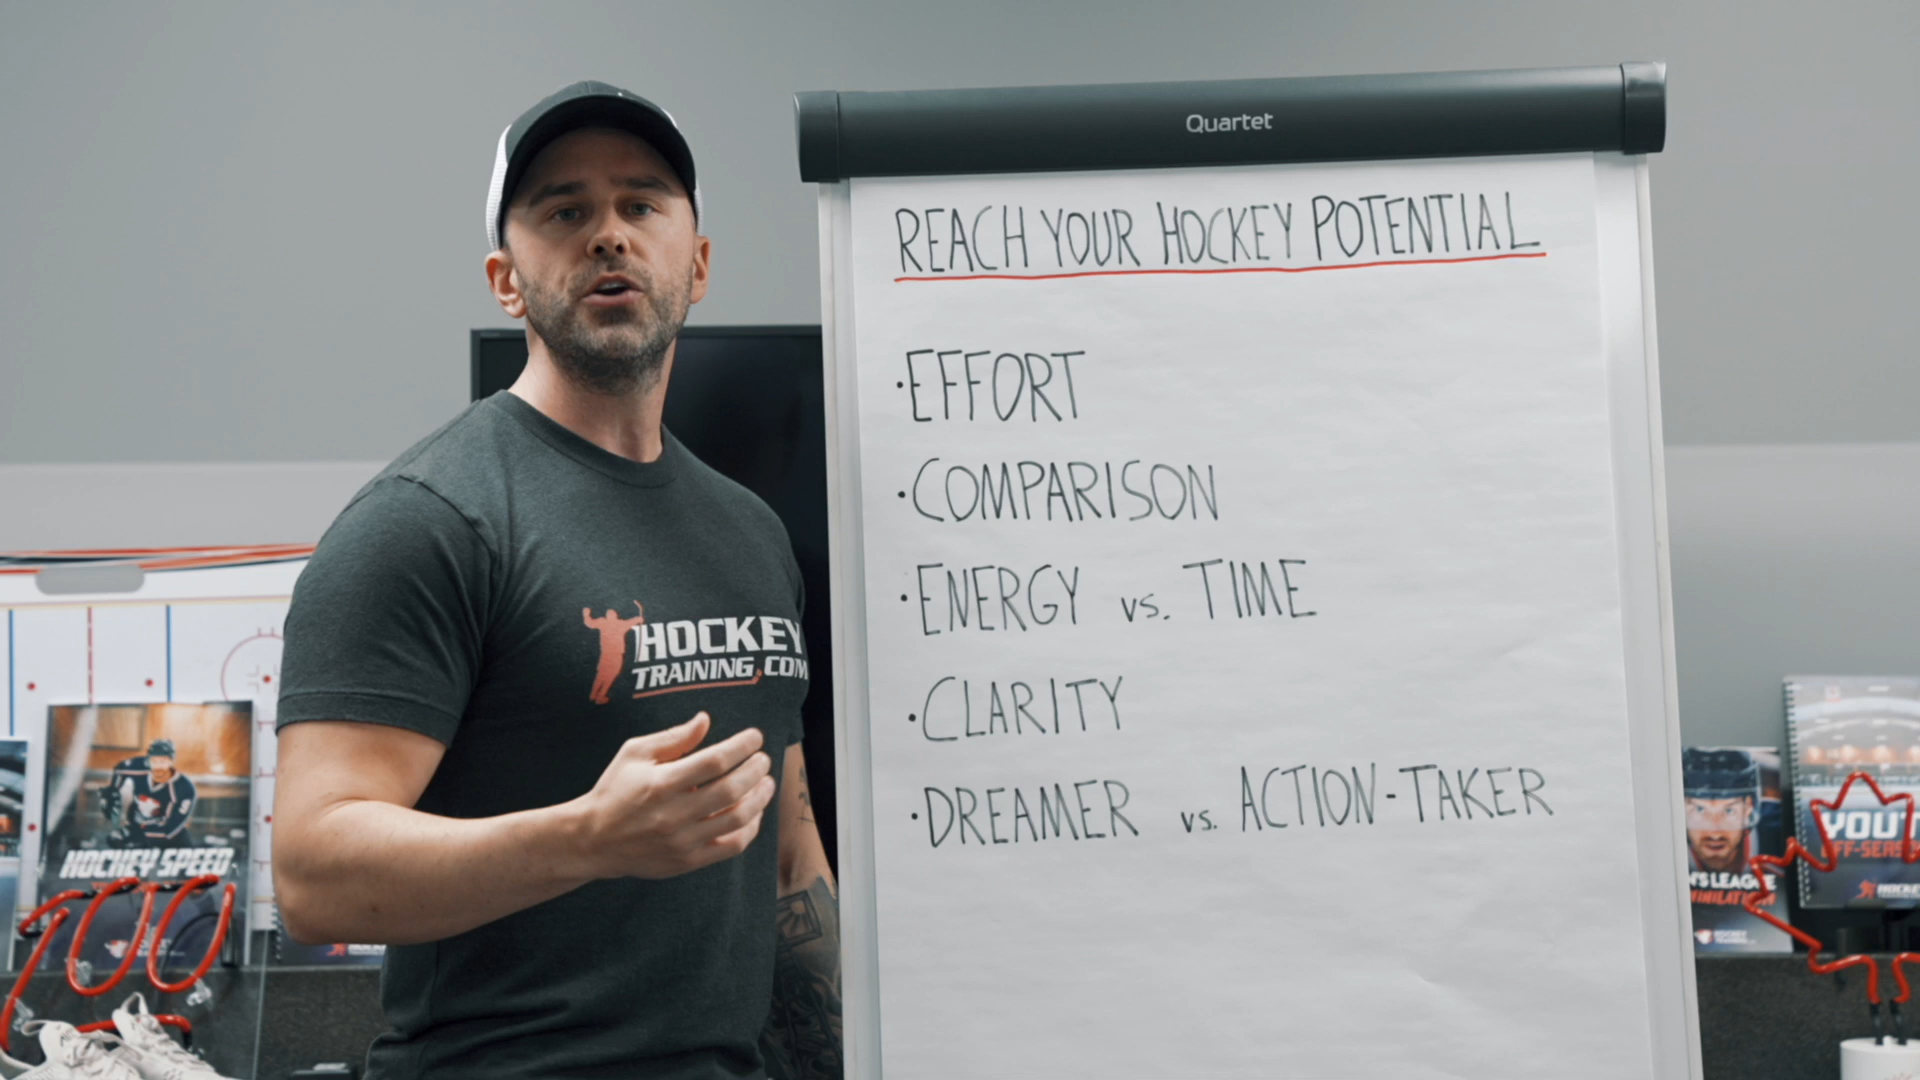 Quartet
REACH YOUR HOCKEY POTENTIAL
·EFFORT
·COMPARISON
·ENERGY vs. TIME
·CLARITY
·DREAMER vs. ACTION-TAKER
HOCKEY
TRAINING.COM
HOCKEY SPEED
HOCKEY